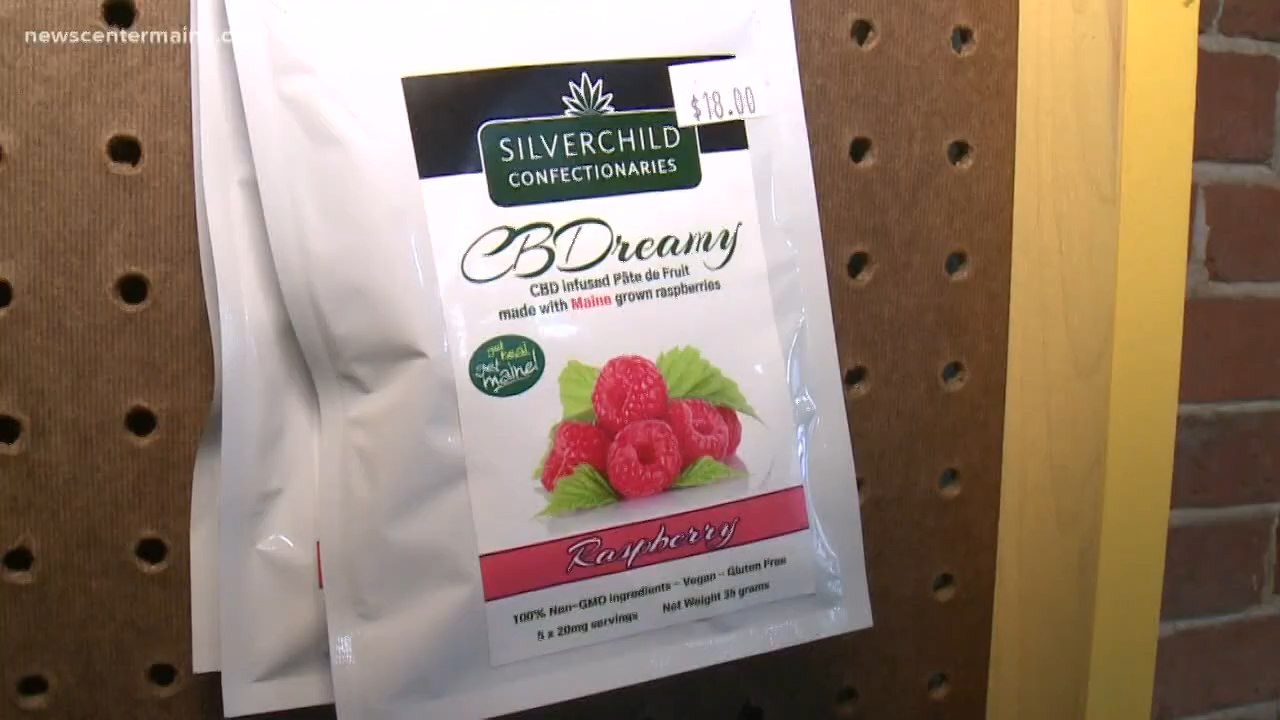 newscentermaine.c
$18.00
SILVERCHILD
CONFECTIONARIES
CBDreamy
CBD Infused Pâte de Fruit
made with Maine grown raspberries
get real
get
maine!
Raspberry
100% Non-GMO Ingredients - Vegan - Gluten Free
5 x 20mg servings Net Weight 35 grams